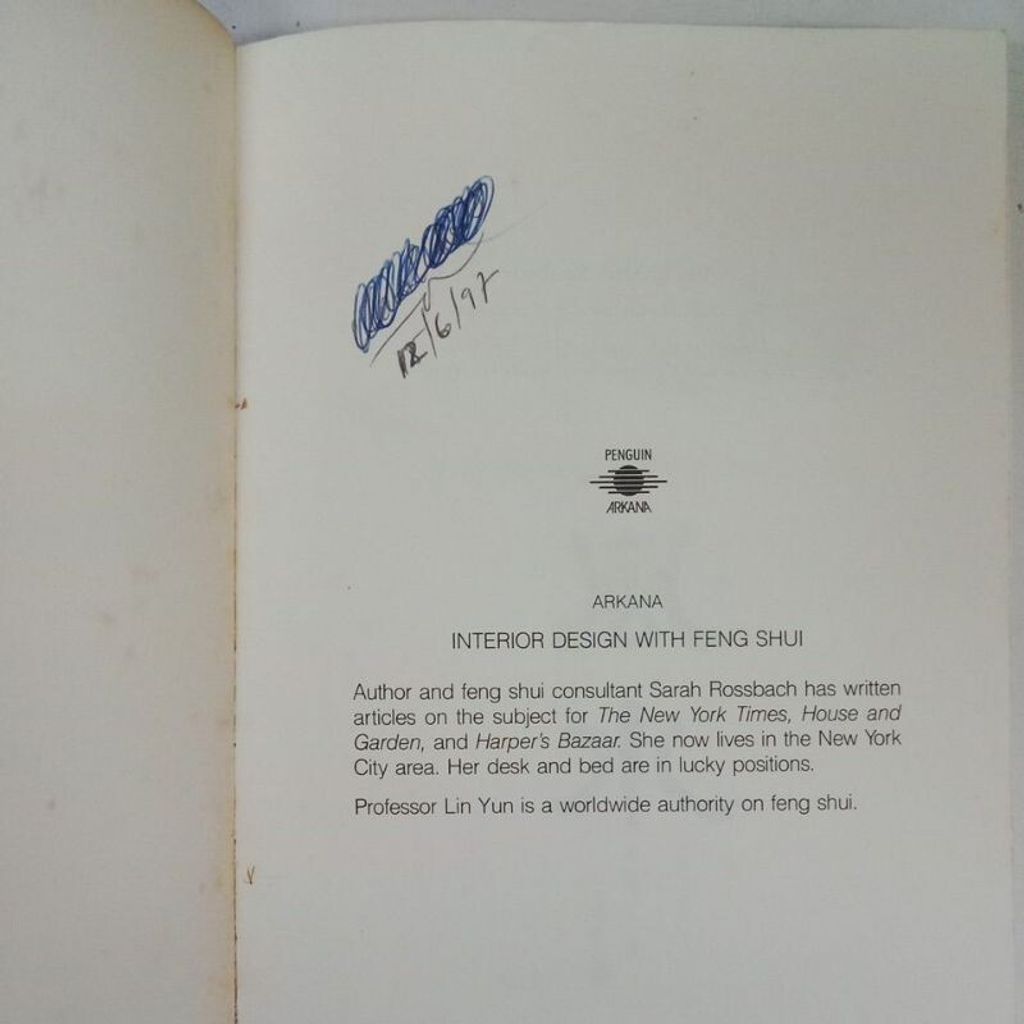 12/6/97
PENGUIN
ARKANA
ARKANA
INTERIOR DESIGN WITH FENG SHUI
Author and feng shui consultant Sarah Rossbach has written
articles on the subject for The New York Times, House and
Garden, and Harper's Bazaar. She now lives in the New York
City area. Her desk and bed are in lucky positions.
Professor Lin Yun is a worldwide authority on feng shui.